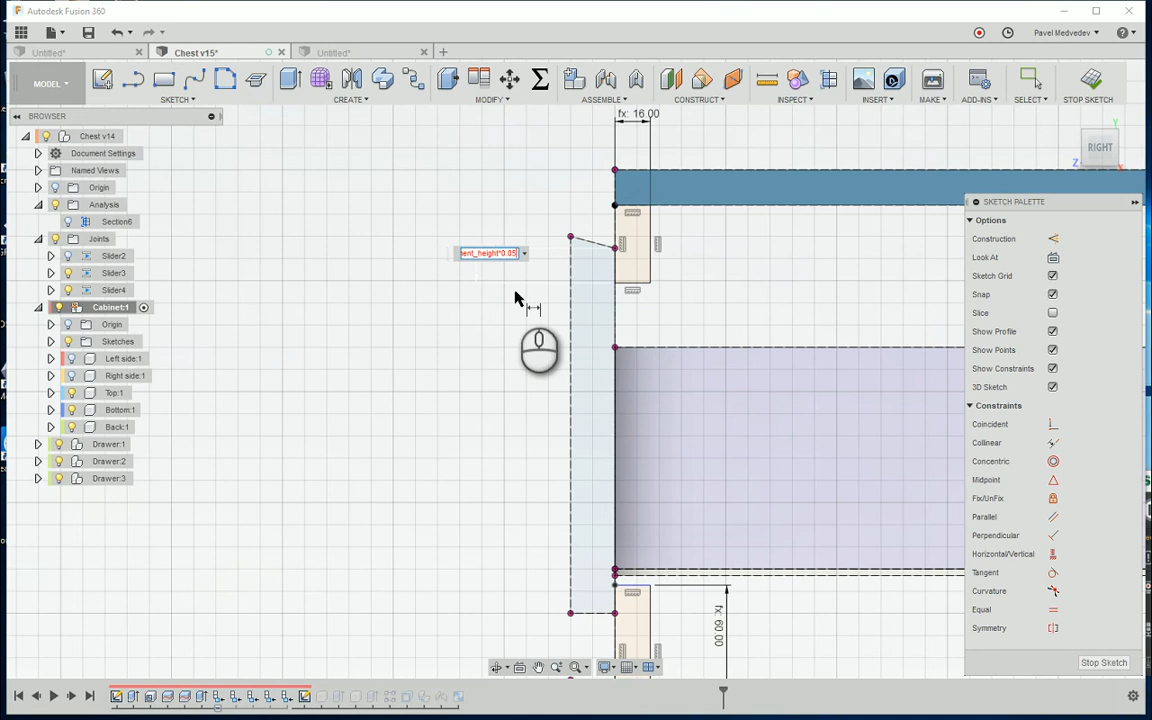 Autodesk Fusion 360
Pavel Medvedev
Untitled*
Chest v15*
Untitled*
MODEL
SKETCH
CREATE
MODIFY
ASSEMBLE
CONSTRUCT
INSPECT
INSERT
MAKE
ADD-INS
SELECT
STOP SKETCH
BROWSER
Chest v14
Document Settings
Named Views
Origin
Analysis
Section6
Joints
Slider2
Slider3
Slider4
Cabinet:1
Origin
Sketches
Left side:1
Right side:1
Top:1
Bottom:1
Back:1
Drawer:1
Drawer:2
Drawer:3
fx: 16.00
ent_height*0.05
fx: 60.00
Y
Z
X
RIGHT
SKETCH PALETTE
Options
Construction
Look At
Sketch Grid
Snap
Slice
Show Profile
Show Points
Show Constraints
3D Sketch
Constraints
Coincident
Collinear
Concentric
Midpoint
Fix/UnFix
Parallel
Perpendicular
Horizontal/Vertical
Tangent
Curvature
Equal
Symmetry
Stop Sketch